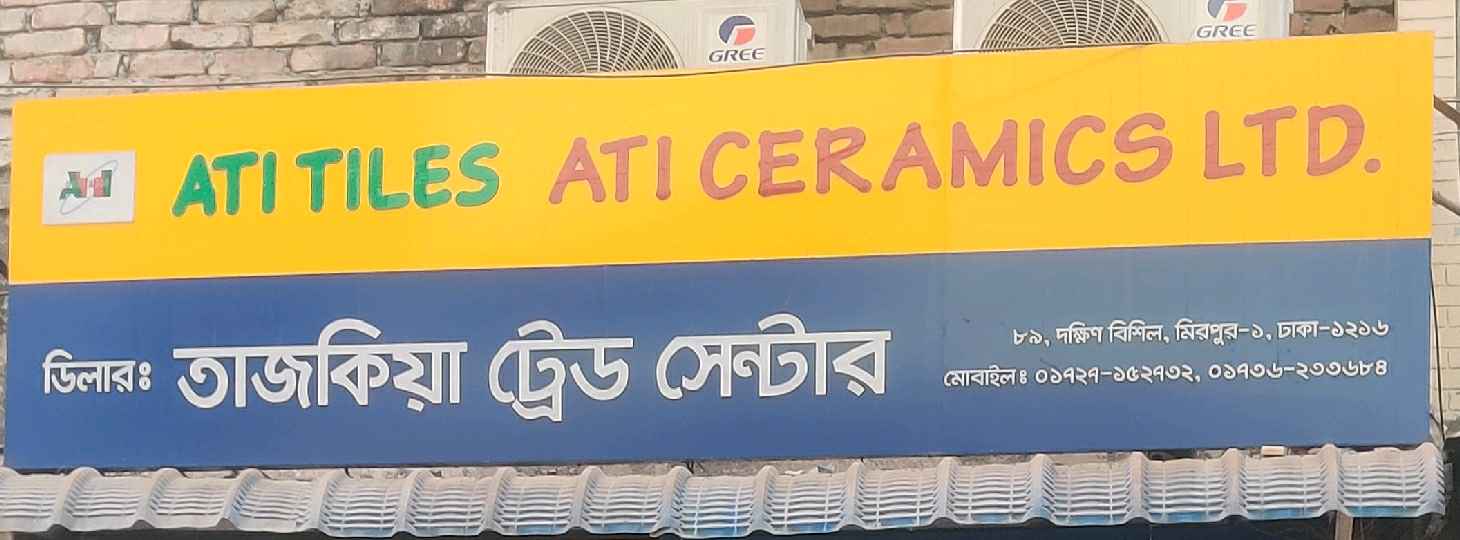 GREE GREE
ATI TILES ATI CERAMICS LTD.
ডিলারঃ তাজকিয়া ট্রেড সেন্টার
৮৯, দক্ষিণ বিশিল, মিরপুর-১, ঢাকা-১২১৬
মোবাইলঃ ০১৭২৭-১৫২৭৩২, ০১৭৩৬-২৩৩৬৮৪